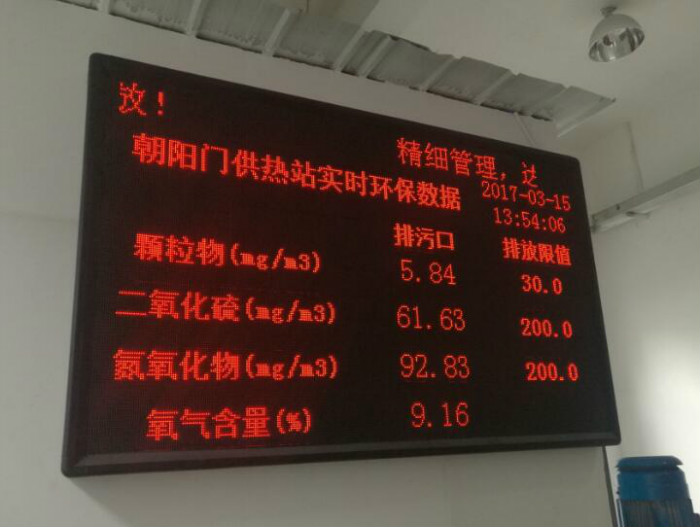 精细管理，达
孜！
朝阳门供热站实时环保数据
2017-03-15
13:54:06
排污口 排放限值
颗粒物(mg/m3) 5.84 30.0
二氧化硫(mg/m3) 61.63 200.0
氮氧化物(mg/m3) 92.83 200.0
氧气含量(%) 9.16